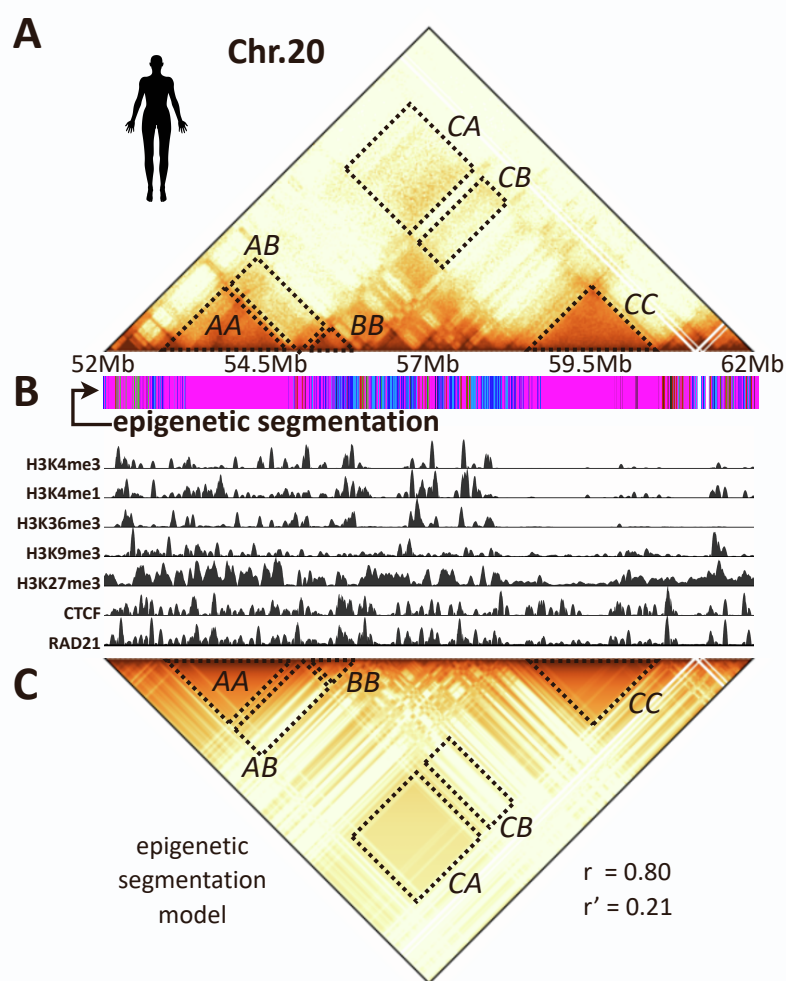 A
Chr.20
CA
CB
AB
AA
BB
CC
52Mb 54.5Mb 57Mb 59.5Mb 62Mb
B
epigenetic segmentation
H3K4me3
H3K4me1
H3K36me3
H3K9me3
H3K27me3
CTCF
RAD21
C
AA
BB
CC
AB
CB
CA
epigenetic
segmentation
model
r = 0.80
r' = 0.21